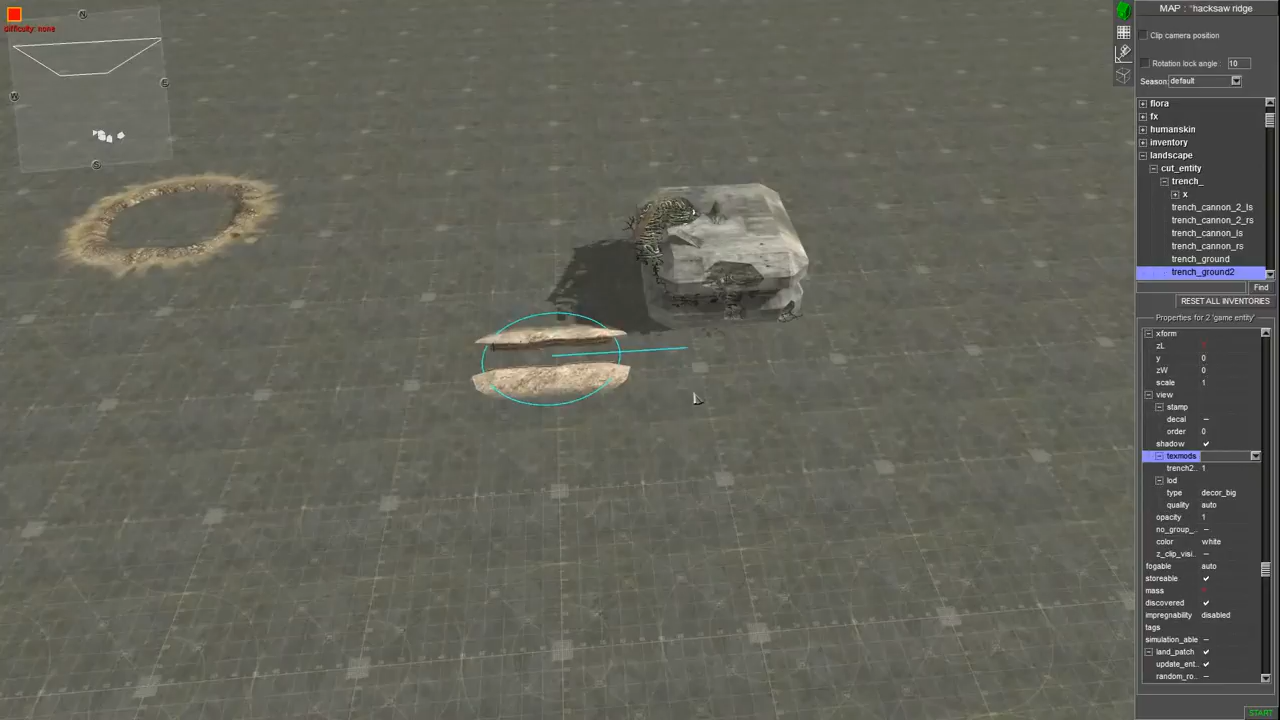 N
difficulty: none
W
E
S
MAP : "hacksaw ridge
Clip camera position
Rotation lock angle : 10
Season: default
flora
fx
humanskin
inventory
landscape
cut_entity
trench_
x
trench_cannon_2_ls
trench_cannon_2_rs
trench_cannon_ls
trench_cannon_rs
trench_ground
trench_ground2
Find
RESET ALL INVENTORIES
Properties for 2 'game entity'
xform
zL
y 0
zW 0
scale 1
view
stamp
decal
order 0
shadow
texmods
trench2.. 1
lod
type decor_big
quality auto
opacity 1
no_group_..
color white
z_clip_visi..
fogable auto
storeable
mass
discovered
impregnability disabled
tags
simulation_able
land_patch
update_ent..
random_ro..
START